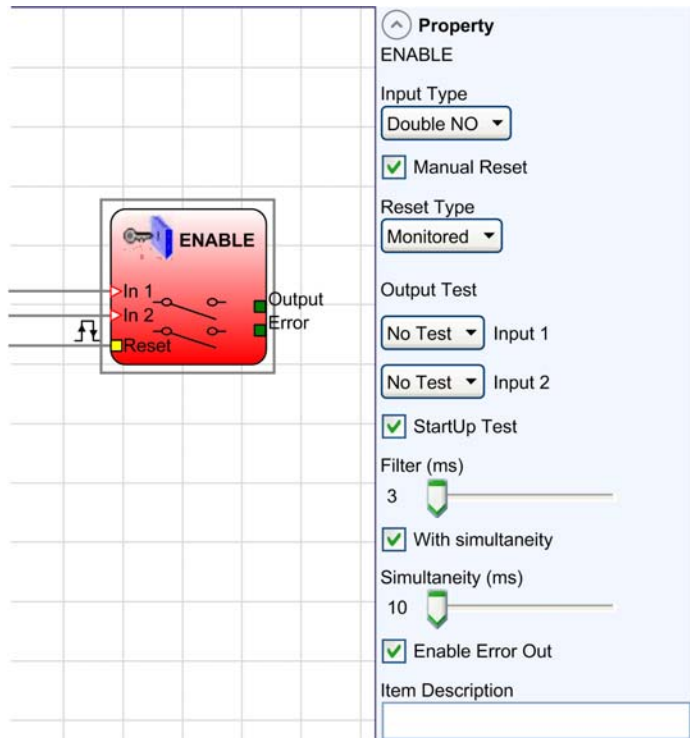 ENABLE
In 1
In 2
Reset
Output
Error
Property
ENABLE
Input Type
Double NO
Manual Reset
Reset Type
Monitored
Output Test
No Test Input 1
No Test Input 2
StartUp Test
Filter (ms)
3
With simultaneity
Simultaneity (ms)
10
Enable Error Out
Item Description